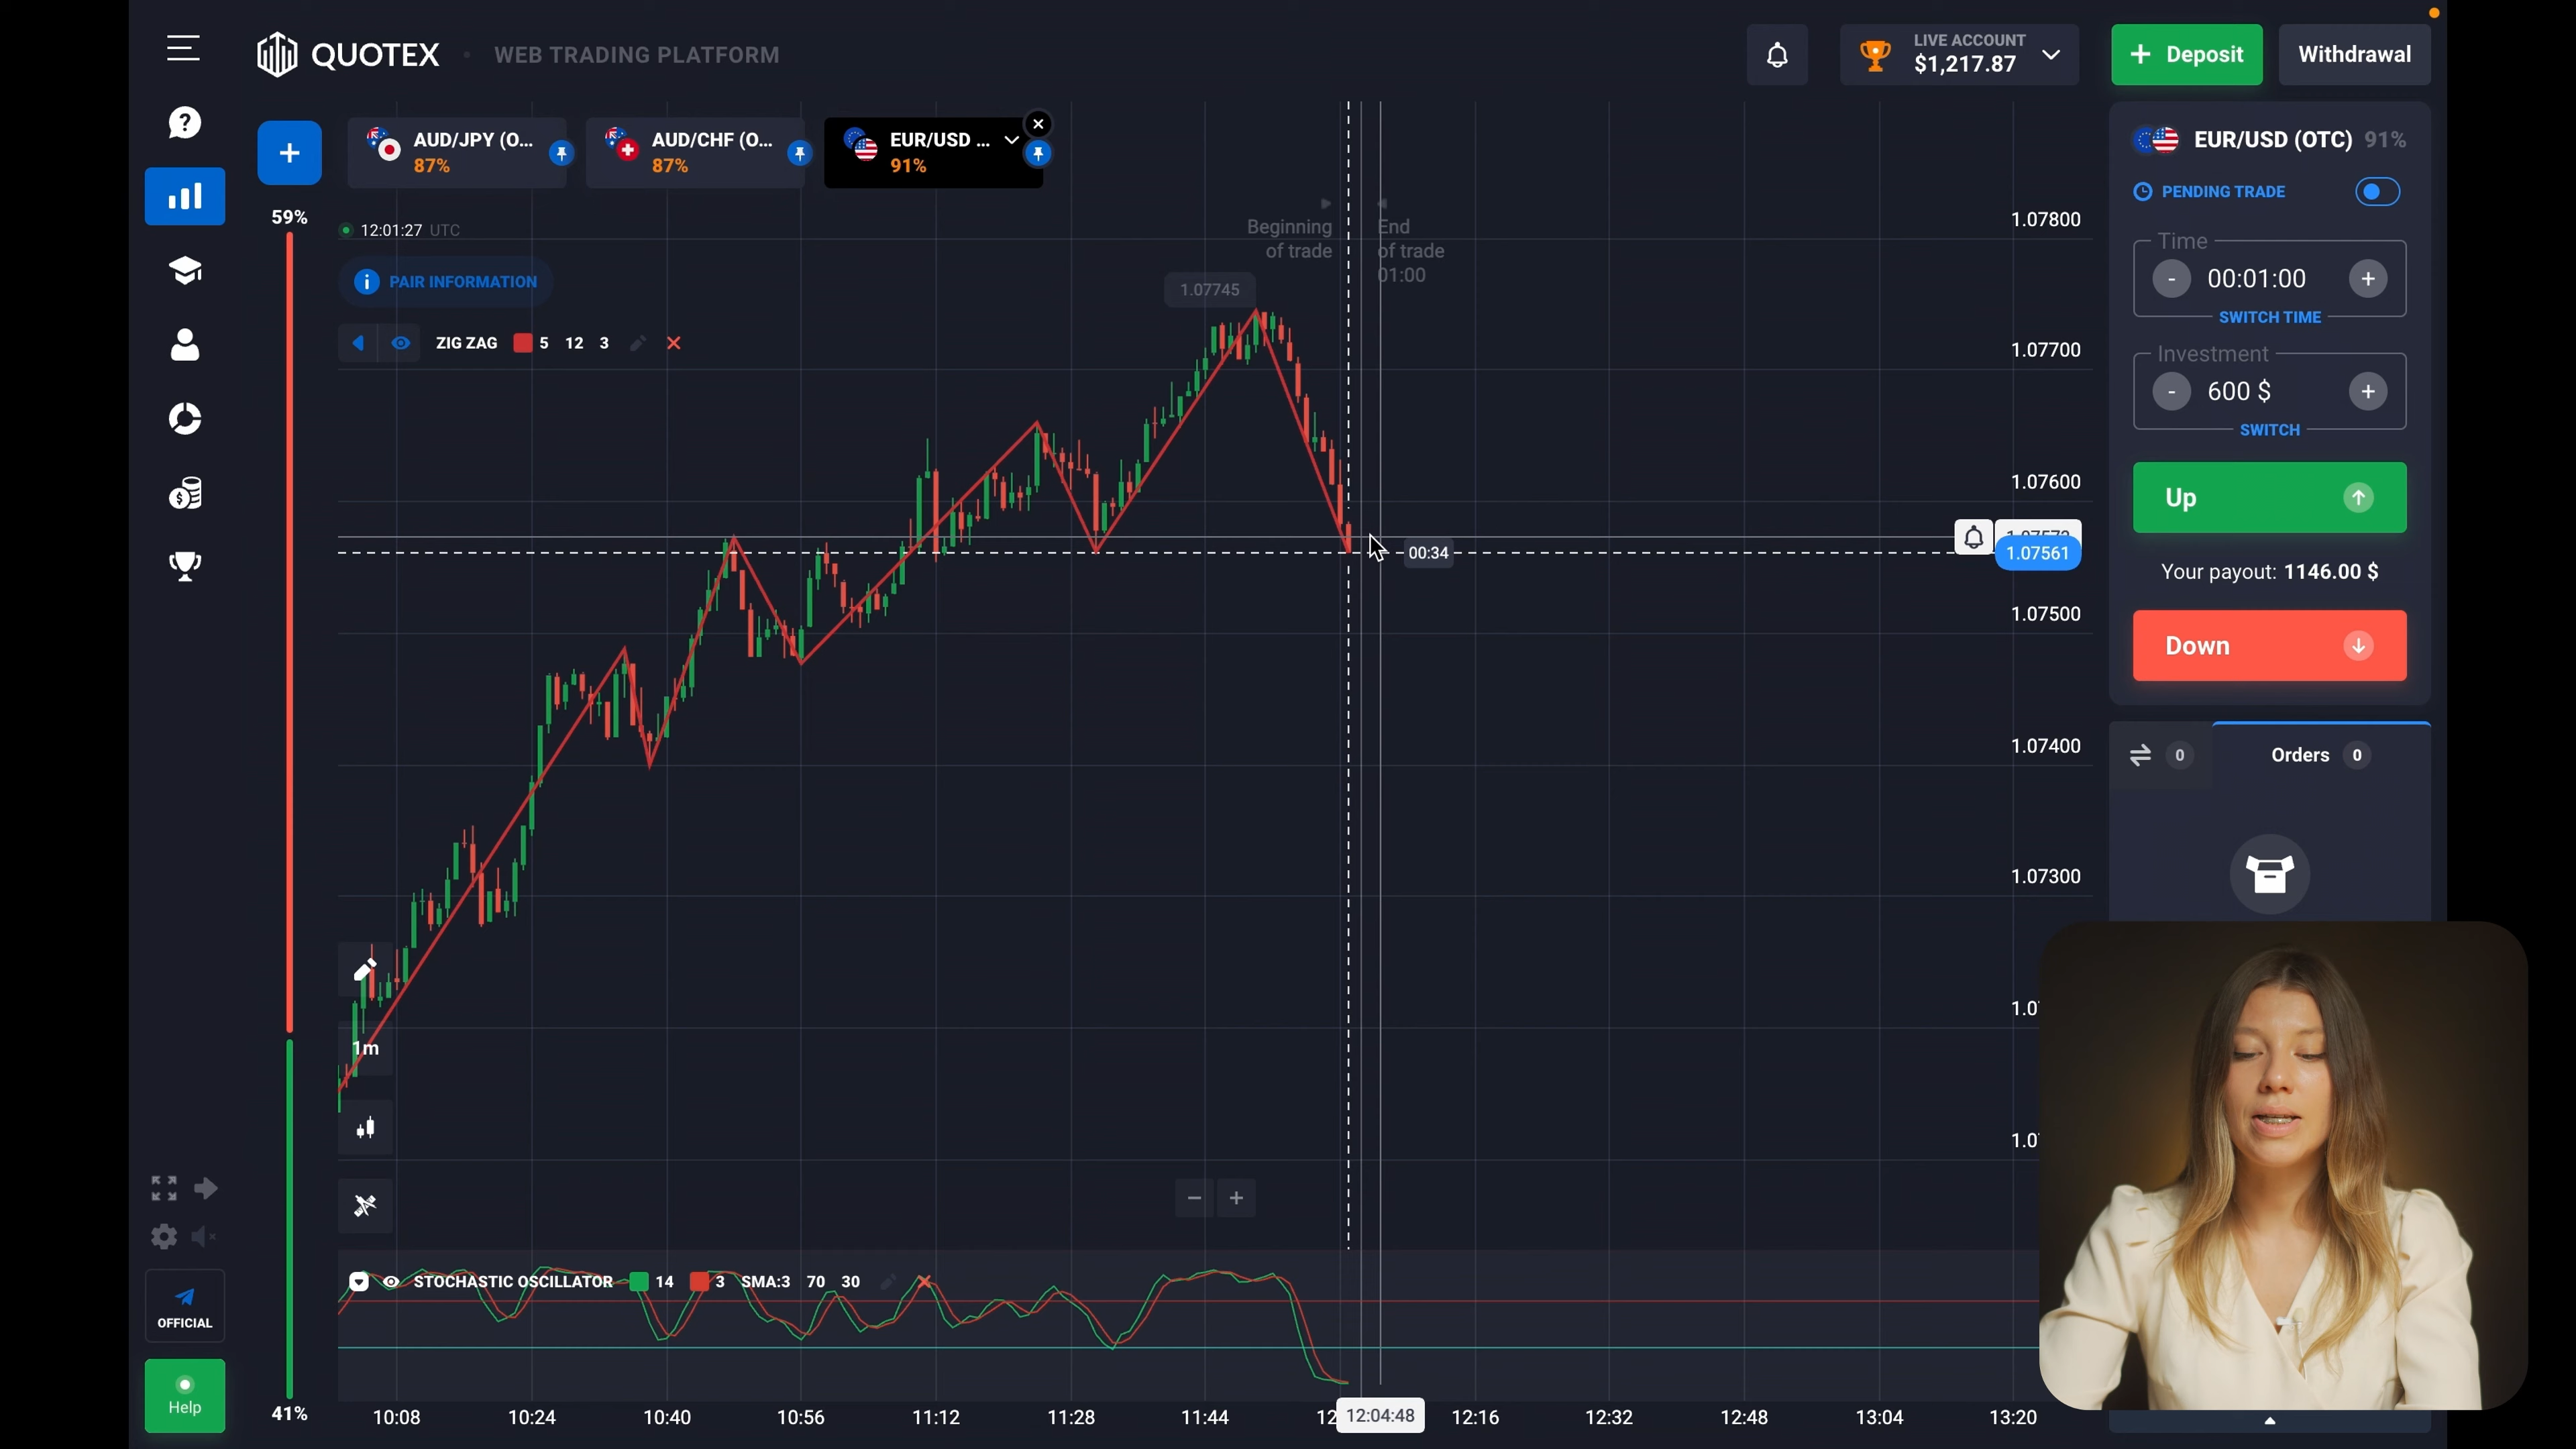 QUOTEX
WEB TRADING PLATFORM
LIVE ACCOUNT
$1,217.87
+ Deposit
Withdrawal
AUD/JPY (O...
87%
AUD/CHF (O...
87%
EUR/USD ...
91%
59%
12:01:27 UTC
PAIR INFORMATION
ZIG ZAG 5 12 3
Beginning
of trade
End
of trade
01:00
1.07745
1.07800
1.07700
1.07600
1.07561
1.07500
1.07400
1.07300
00:34
EUR/USD (OTC) 91%
PENDING TRADE
Time
- 00:01:00 +
SWITCH TIME
Investment
- 600 $ +
SWITCH
Up
Your payout: 1146.00 $
Down
0
Orders 0
1m
STOCHASTIC OSCILLATOR 14 3 SMA:3 70 30
OFFICIAL
Help
41%
10:08 10:24 10:40 10:56 11:12 11:28 11:44 12:04:48 12:16 12:32 12:48 13:04 13:20